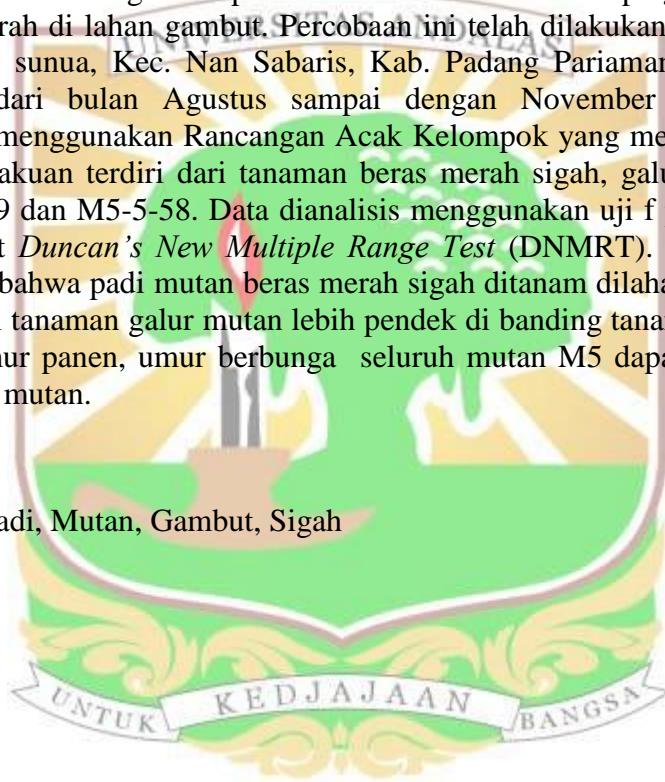 rah di lahan gambut. Percobaan ini telah dilakukan
UNIVERSITAS ANDALAS
sunua, Kec. Nan Sabaris, Kab. Padang Pariaman
dari bulan Agustus sampai dengan November
menggunakan Rancangan Acak Kelompok yang me
akuan terdiri dari tanaman beras merah sigah, galu
9 dan M5-5-58. Data dianalisis menggunakan uji f
t Duncan's New Multiple Range Test (DNMRT).
bahwa padi mutan beras merah sigah ditanam dilaha
i tanaman galur mutan lebih pendek di banding tana
nur panen, umur berbunga seluruh mutan M5 dapa
mutan.
adi, Mutan, Gambut, Sigah
UNTUK KEDJAJAAN BANGSA